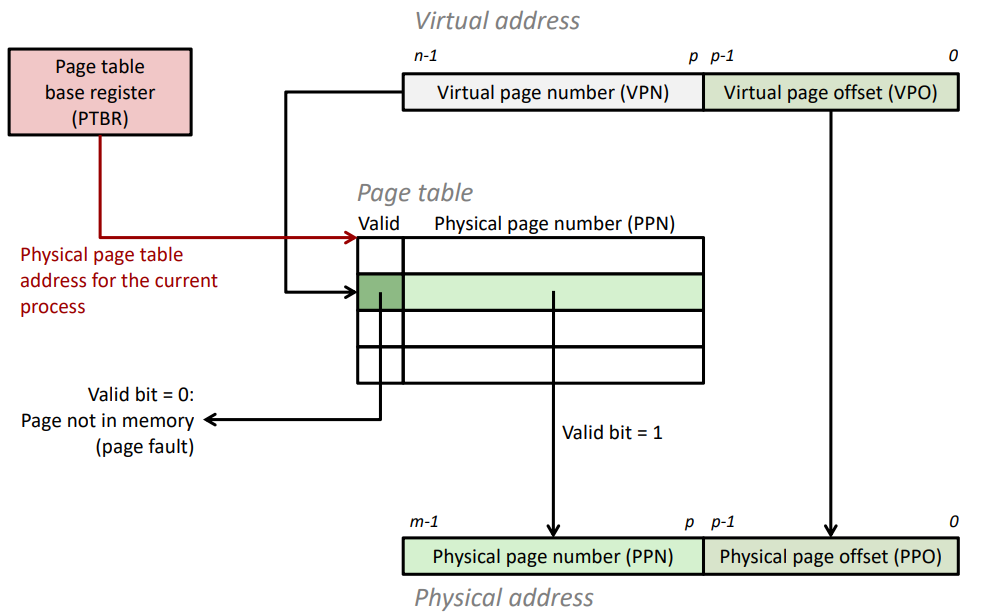 Virtual address
n-1
p
p-1
0
Page table
base register
(PTBR)
Virtual page number (VPN)
Virtual page offset (VPO)
Page table
Valid
Physical page number (PPN)
Physical page table
address for the current
process
Valid bit = 0:
Page not in memory
(page fault)
Valid bit = 1
m-1
p
p-1
0
Physical page number (PPN)
Physical page offset (PPO)
Physical address